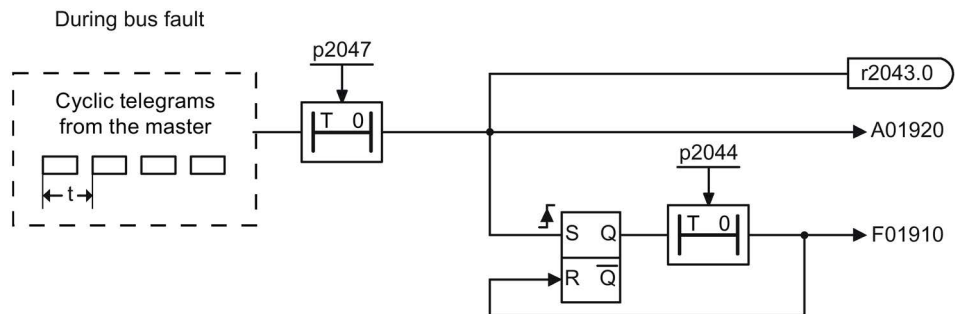 During bus fault
p2047
Cyclic telegrams
from the master
t
T 0
r2043.0
A01920
p2044
S Q
T 0
F01910
R Q̅